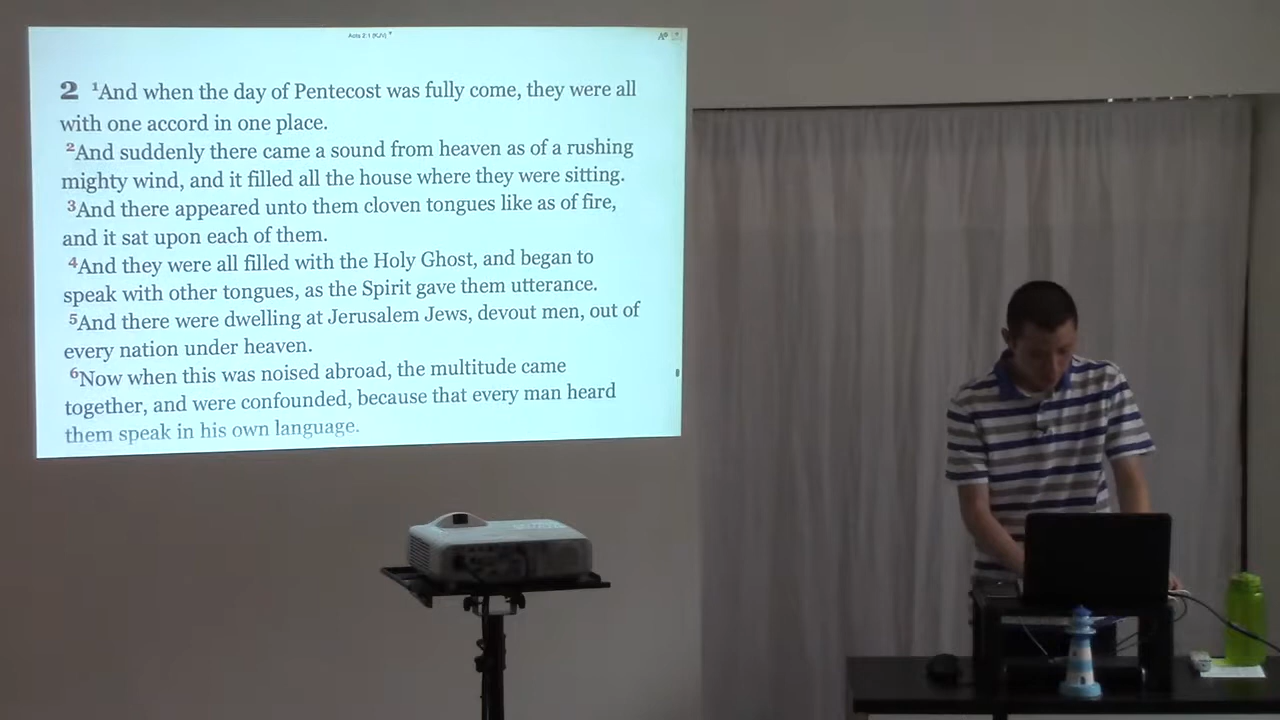 Acts 2:1 (KJV)
2 1And when the day of Pentecost was fully come, they were all
with one accord in one place.
2And suddenly there came a sound from heaven as of a rushing
mighty wind, and it filled all the house where they were sitting.
3And there appeared unto them cloven tongues like as of fire,
and it sat upon each of them.
4And they were all filled with the Holy Ghost, and began to
speak with other tongues, as the Spirit gave them utterance.
5And there were dwelling at Jerusalem Jews, devout men, out of
every nation under heaven.
6Now when this was noised abroad, the multitude came
together, and were confounded, because that every man heard
them speak in his own language.